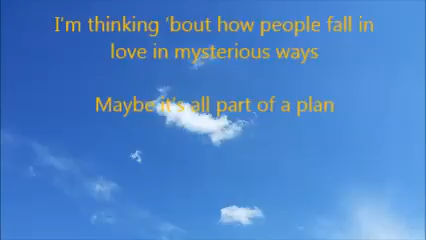 I'm thinking 'bout how people fall in
love in mysterious ways
Maybe it's all part of a plan